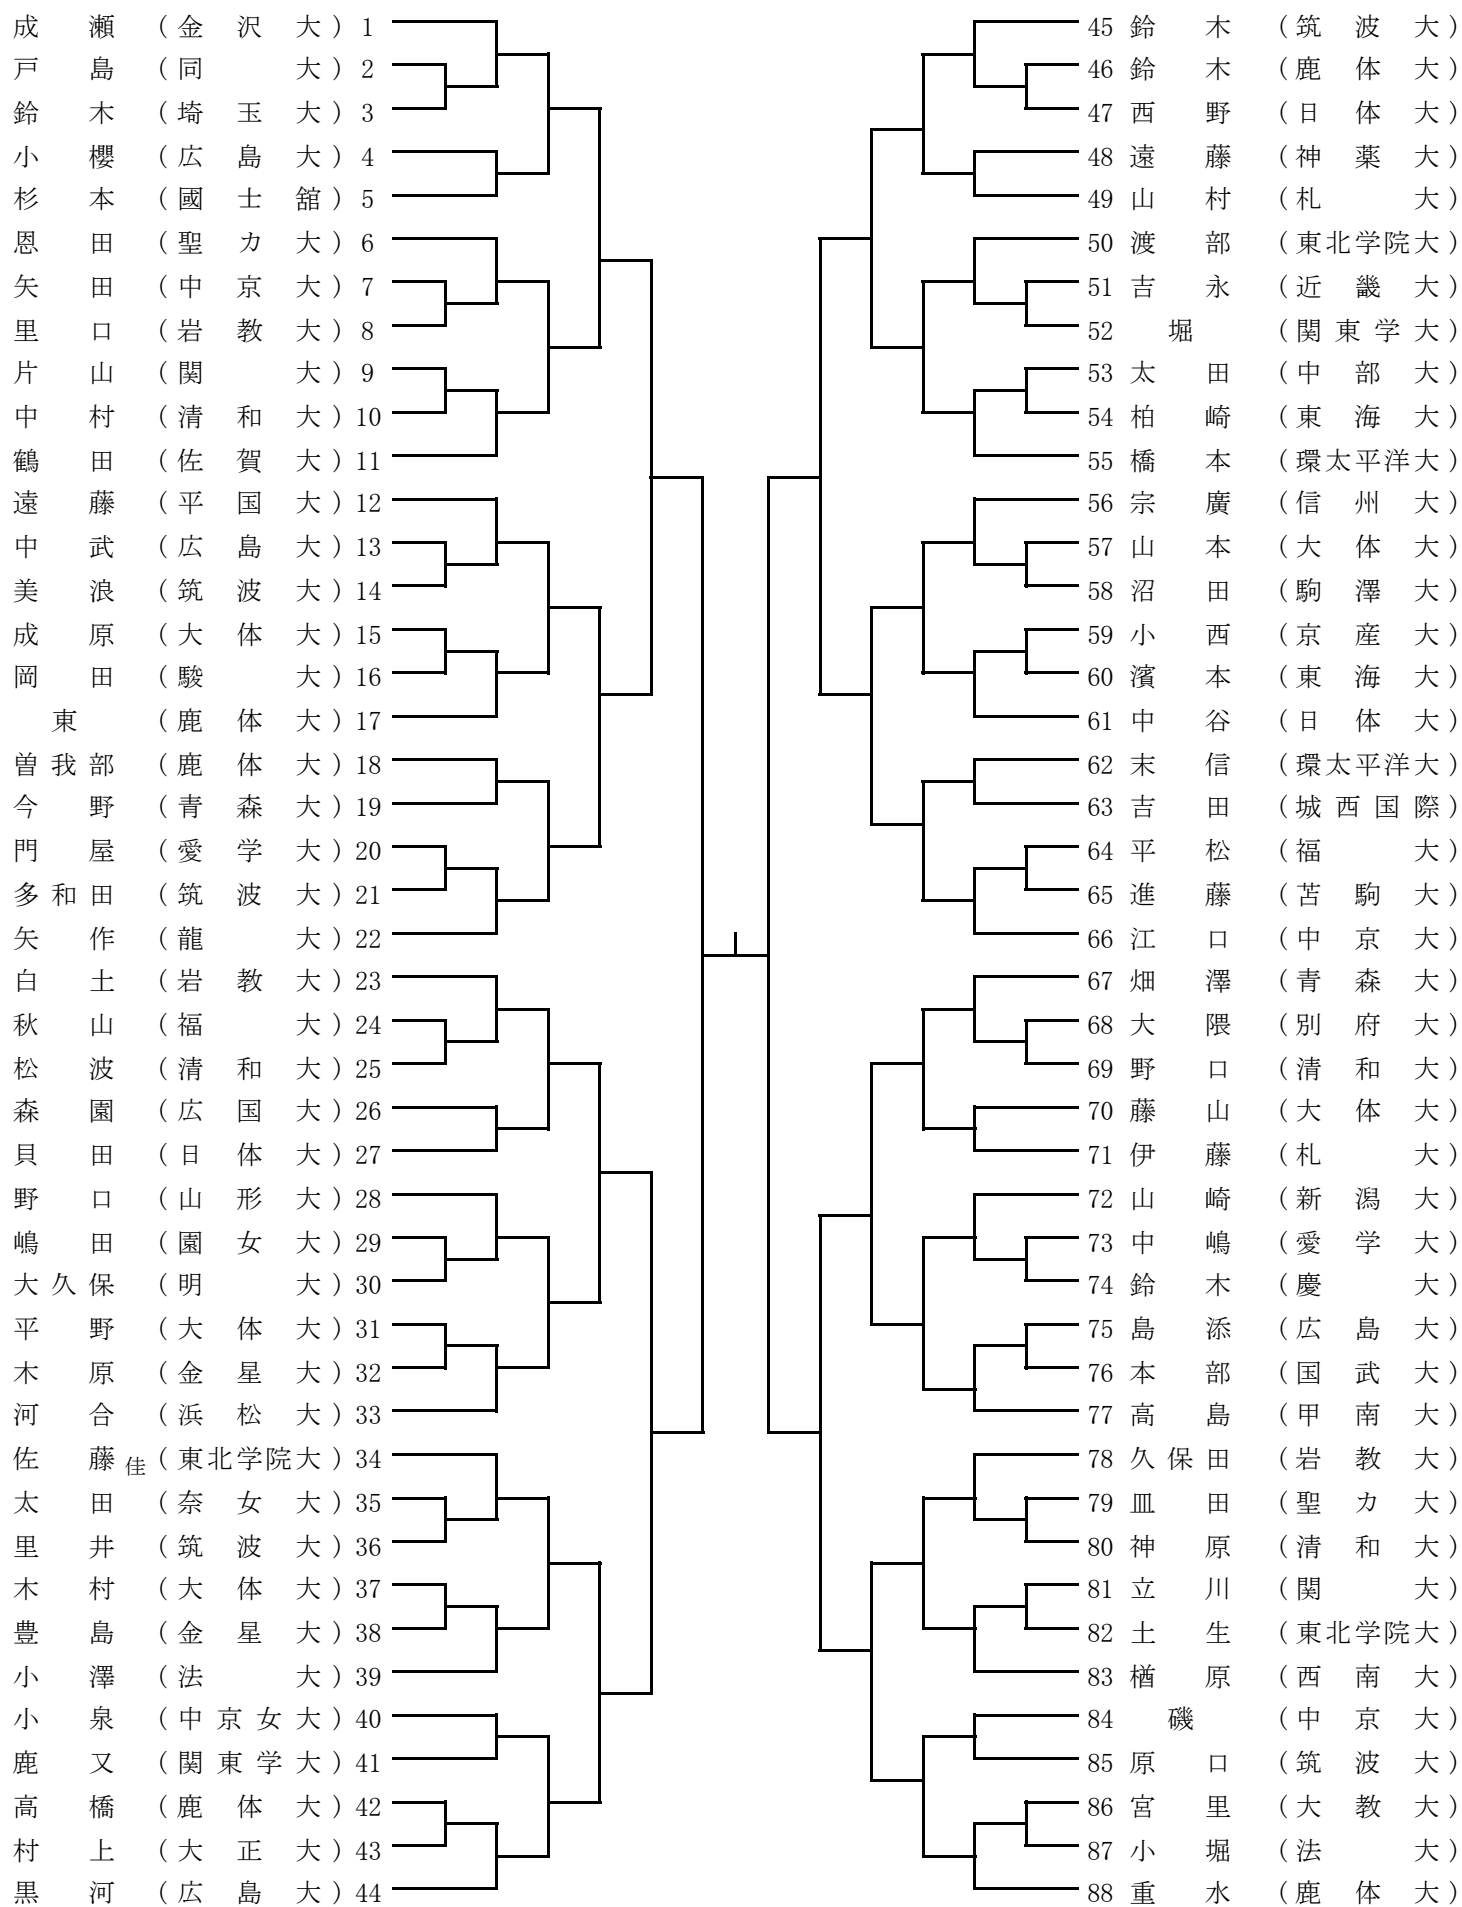 成瀬（金沢大）1
戸島（同大）2
鈴木（埼玉大）3
小櫻（広島大）4
杉本（國士舘）5
恩田（聖カ大）6
矢田（中京大）7
里口（岩教大）8
片山（関大）9
中村（清和大）10
鶴田（佐賀大）11
遠藤（平国大）12
中武（広島大）13
美浪（筑波大）14
成原（大体大）15
岡田（駿大）16
東（鹿体大）17
曽我部（鹿体大）18
今野（青森大）19
門屋（愛学大）20
多和田（筑波大）21
矢作（龍大）22
白土（岩教大）23
秋山（福大）24
松波（清和大）25
森園（広国大）26
貝田（日体大）27
野口（山形大）28
嶋田（園女大）29
大久保（明大）30
平野（大体大）31
木原（金星大）32
河合（浜松大）33
佐藤佳（東北学院大）34
太田（奈女大）35
里井（筑波大）36
木村（大体大）37
豊島（金星大）38
小澤（法大）39
小泉（中京女大）40
鹿又（関東学大）41
高橋（鹿体大）42
村上（大正大）43
黒河（広島大）44
45 鈴木（筑波大）
46 鈴木（鹿体大）
47 西野（日体大）
48 遠藤（神薬大）
49 山村（札大）
50 渡部（東北学院大）
51 吉永（近畿大）
52 堀（関東学大）
53 太田（中部大）
54 柏崎（東海大）
55 橋本（環太平洋大）
56 宗廣（信州大）
57 山本（大体大）
58 沼田（駒澤大）
59 小西（京産大）
60 濱本（東海大）
61 中谷（日体大）
62 末信（環太平洋大）
63 吉田（城西国際）
64 平松（福大）
65 進藤（苫駒大）
66 江口（中京大）
67 畑澤（青森大）
68 大隈（別府大）
69 野口（清和大）
70 藤山（大体大）
71 伊藤（札大）
72 山崎（新潟大）
73 中嶋（愛学大）
74 鈴木（慶大）
75 島添（広島大）
76 本部（国武大）
77 高島（甲南大）
78 久保田（岩教大）
79 皿田（聖カ大）
80 神原（清和大）
81 立川（関大）
82 土生（東北学院大）
83 楢原（西南大）
84 磯（中京大）
85 原口（筑波大）
86 宮里（大教大）
87 小堀（法大）
88 重水（鹿体大）